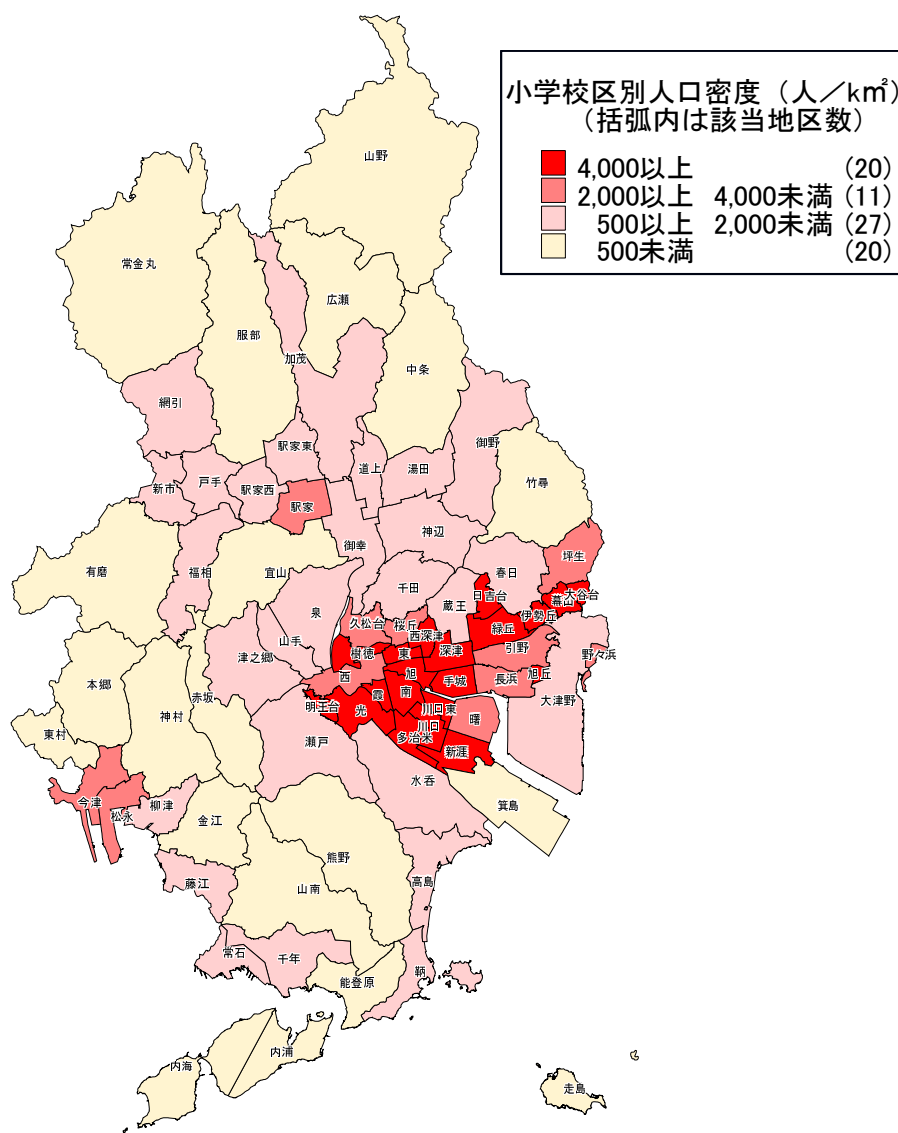 小学校区別人口密度（人／k㎡）
（括弧内は該当地区数）
4,000以上 (20)
2,000以上 4,000未満 (11)
500以上 2,000未満 (27)
500未満 (20)
山野
常金丸
広瀬
服部
加茂
中条
網引
御野
駅家東
道上
湯田
戸手
新市
駅家西
竹尋
駅家
神辺
御幸
坪生
有磨
福相
宜山
春日
千田
泉
日吉台
大谷台
幕山
蔵王
伊勢丘
久松台
桜丘
緑丘
山手
西深津
引野
樹徳
東
深津
野々浜
津之郷
西
旭
手城
長浜
旭丘
本郷
赤坂
南
霞
大津野
明王台
光
川口東
神村
曙
川口
東村
多治米
瀬戸
新涯
水呑
今津
柳津
箕島
松永
金江
熊野
藤江
山南
高島
常石
千年
鞆
能登原
内浦
内海
走島